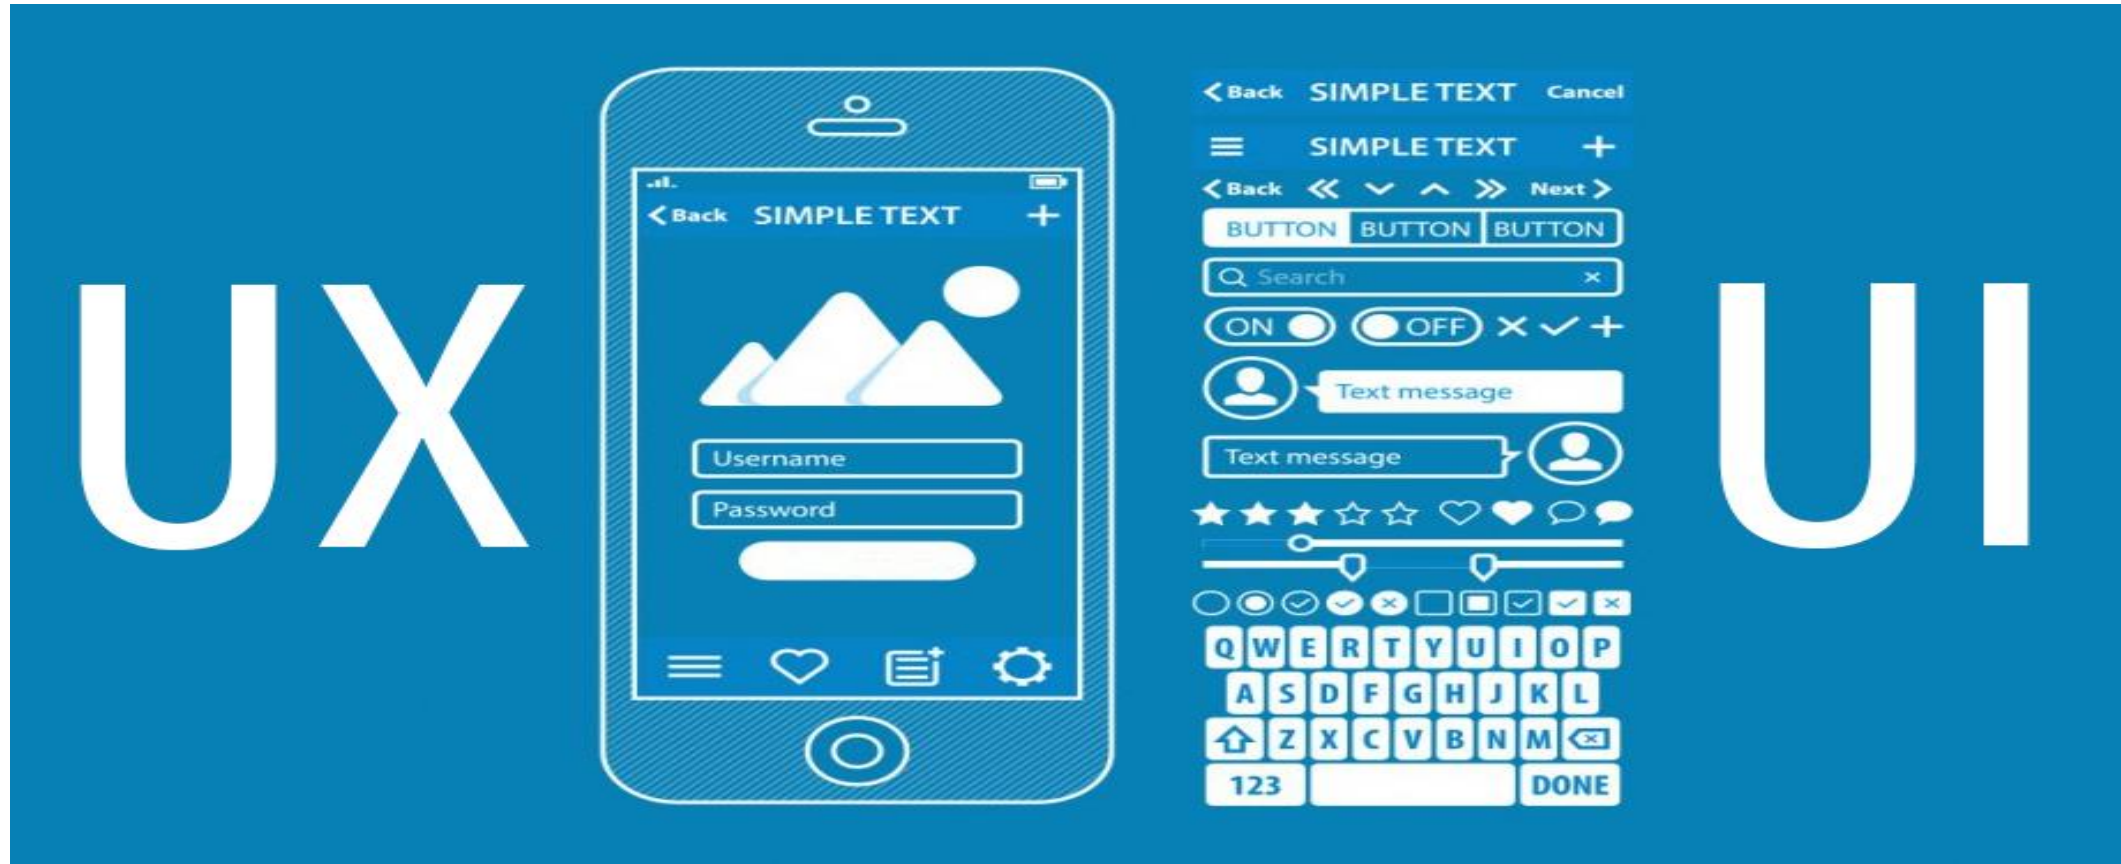 UX
< Back SIMPLE TEXT +
Username
Password
< Back SIMPLE TEXT Cancel
SIMPLE TEXT +
< Back Next >
BUTTON BUTTON BUTTON
Search ×
ON OFF
Text message
Text message
Q W E R T Y U I O P
A S D F G H J K L
Z X C V B N M
123 DONE
UI